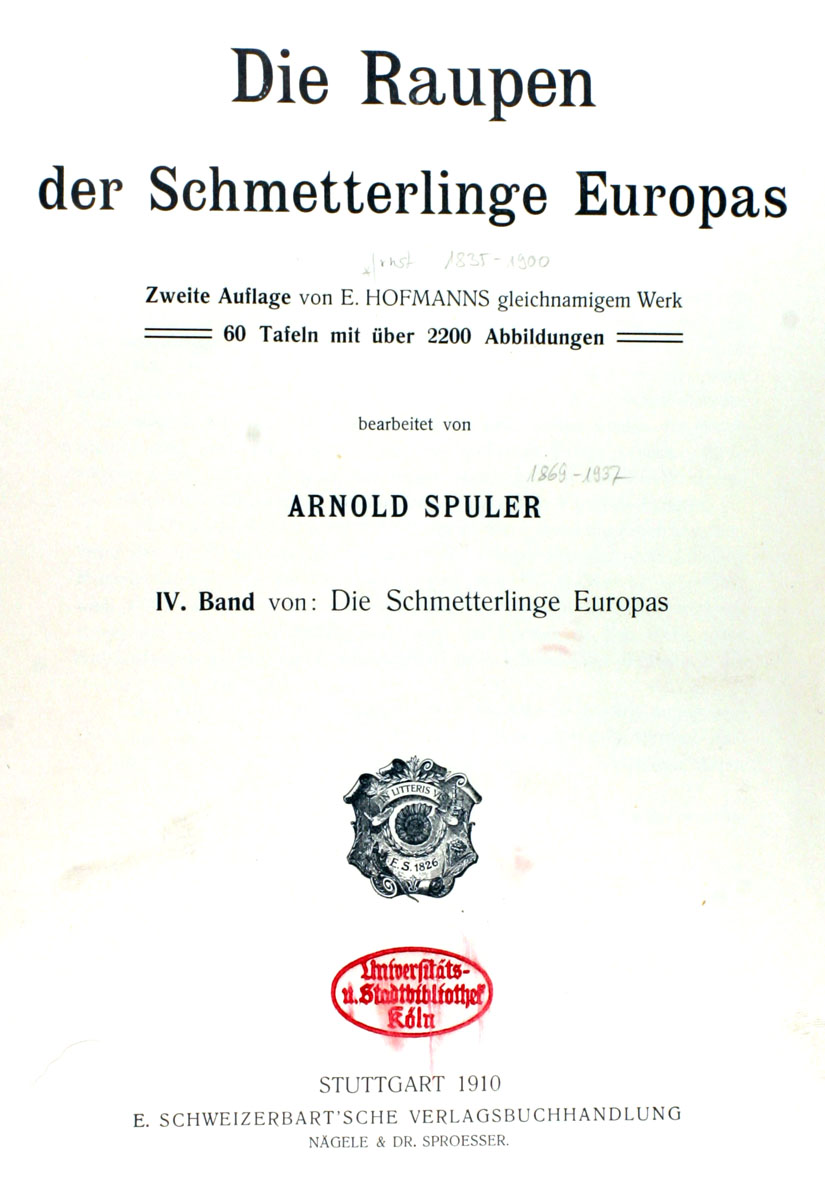 Die Raupen
der Schmetterlinge Europas
Ernst 1835-1900
Zweite Auflage von E. HOFMANNS gleichnamigem Werk
60 Tafeln mit über 2200 Abbildungen
bearbeitet von
1869-1937
ARNOLD SPULER
IV. Band von: Die Schmetterlinge Europas
IN LITTERIS
E. S. 1826
Universitäts-
u. Stadtbibliothek
Köln
STUTTGART 1910
E. SCHWEIZERBART'SCHE VERLAGSBUCHHANDLUNG
NÄGELE & DR. SPROESSER.